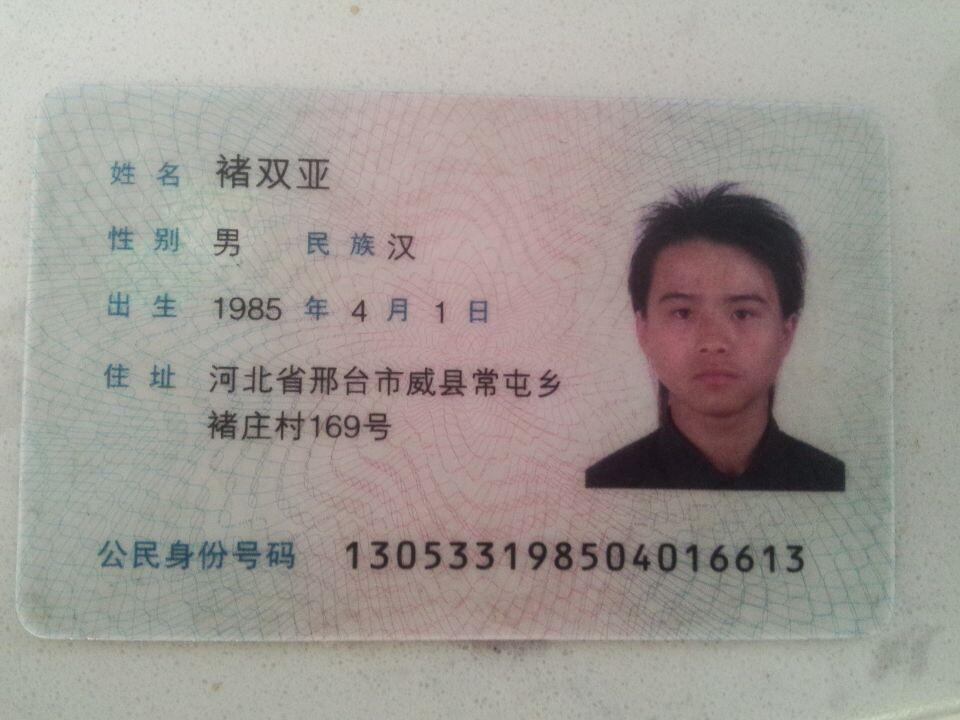 姓名 褚双亚
性别 男 民族 汉
出生 1985 年 4 月 1 日
住址 河北省邢台市威县常屯乡
褚庄村169号
公民身份号码 130533198504016613